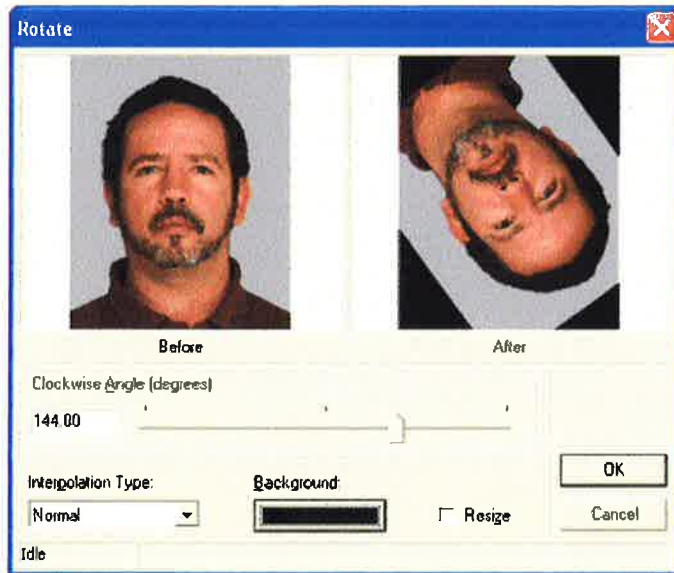 Rotate
Before
After
Clockwise Angle (degrees)
144.00
Interpolation Type:
Background:
OK
Normal
Resize
Cancel
Idle